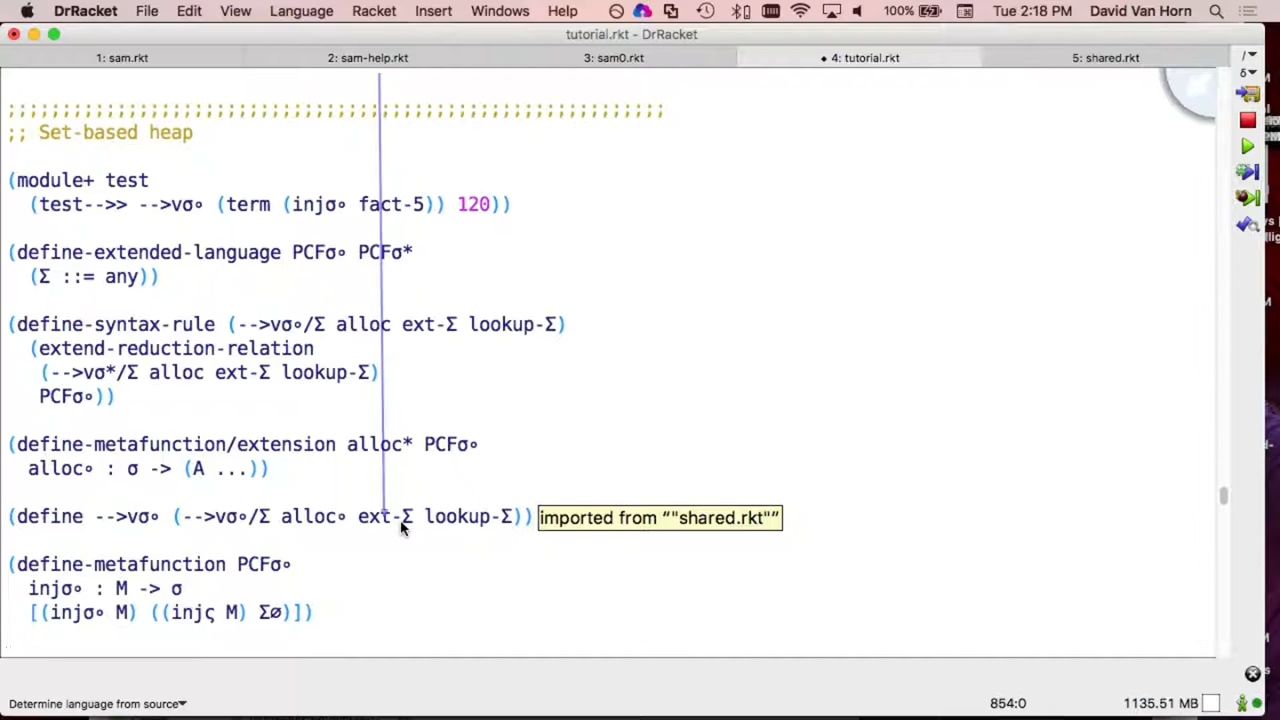 DrRacket File Edit View Language Racket Insert Windows Help 100% Tue 2:18 PM David Van Horn
tutorial.rkt - DrRacket
1: sam.rkt 2: sam-help.rkt 3: sam0.rkt • 4: tutorial.rkt 5: shared.rkt
;;;;;;;;;;;;;;;;;;;;;;;;;;;;;;;;;;;;;;;;;;;;;;;;;;;;;;;;;;;;
;; Set-based heap
(module+ test
(test-->> -->vσ∘ (term (injσ∘ fact-5)) 120))
(define-extended-language PCFσ∘ PCFσ*
(Σ ::= any))
(define-syntax-rule (-->vσ∘/Σ alloc ext-Σ lookup-Σ)
(extend-reduction-relation
(-->vσ*/Σ alloc ext-Σ lookup-Σ)
PCFσ∘))
(define-metafunction/extension alloc* PCFσ∘
alloc∘ : σ -> (A ...))
(define -->vσ∘ (-->vσ∘/Σ alloc∘ ext-Σ lookup-Σ)) imported from “"shared.rkt"”
(define-metafunction PCFσ∘
injσ∘ : M -> σ
[(injσ∘ M) ((injς M) Σ∅)])
Determine language from source 854:0 1135.51 MB